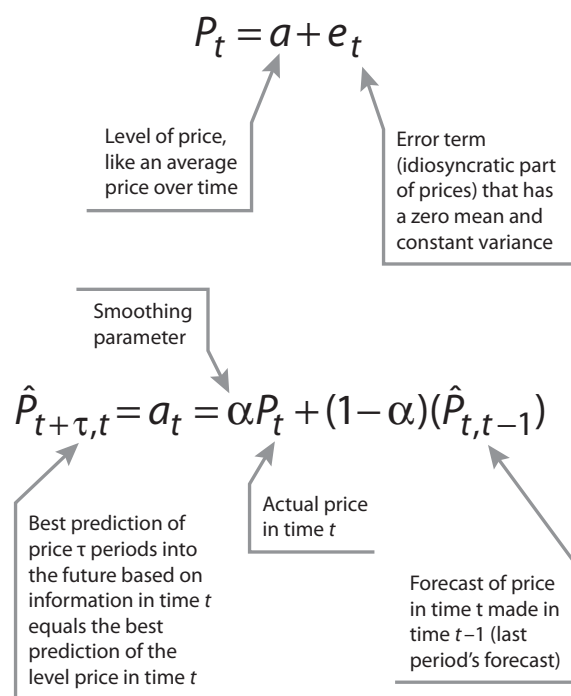 P_t = a + e_t
Level of price,
like an average
price over time
Error term
(idiosyncratic part
of prices) that has
a zero mean and
constant variance
Smoothing
parameter
P̂_{t+τ,t} = a_t = αP_t + (1−α)(P̂_{t,t−1})
Actual price
in time t
Best prediction of
price τ periods into
the future based on
information in time t
equals the best
prediction of the
level price in time t
Forecast of price
in time t made in
time t–1 (last
period’s forecast)